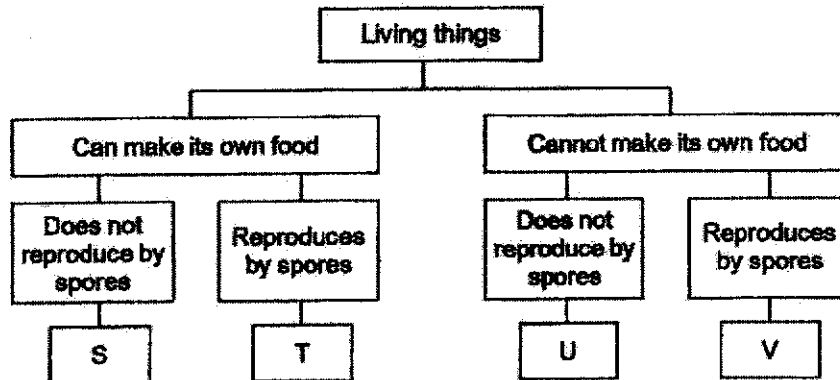 Living things
Can make its own food
Cannot make its own food
Does not
reproduce by
spores
Reproduces
by spores
Does not
reproduce by
spores
Reproduces
by spores
S
T
U
V